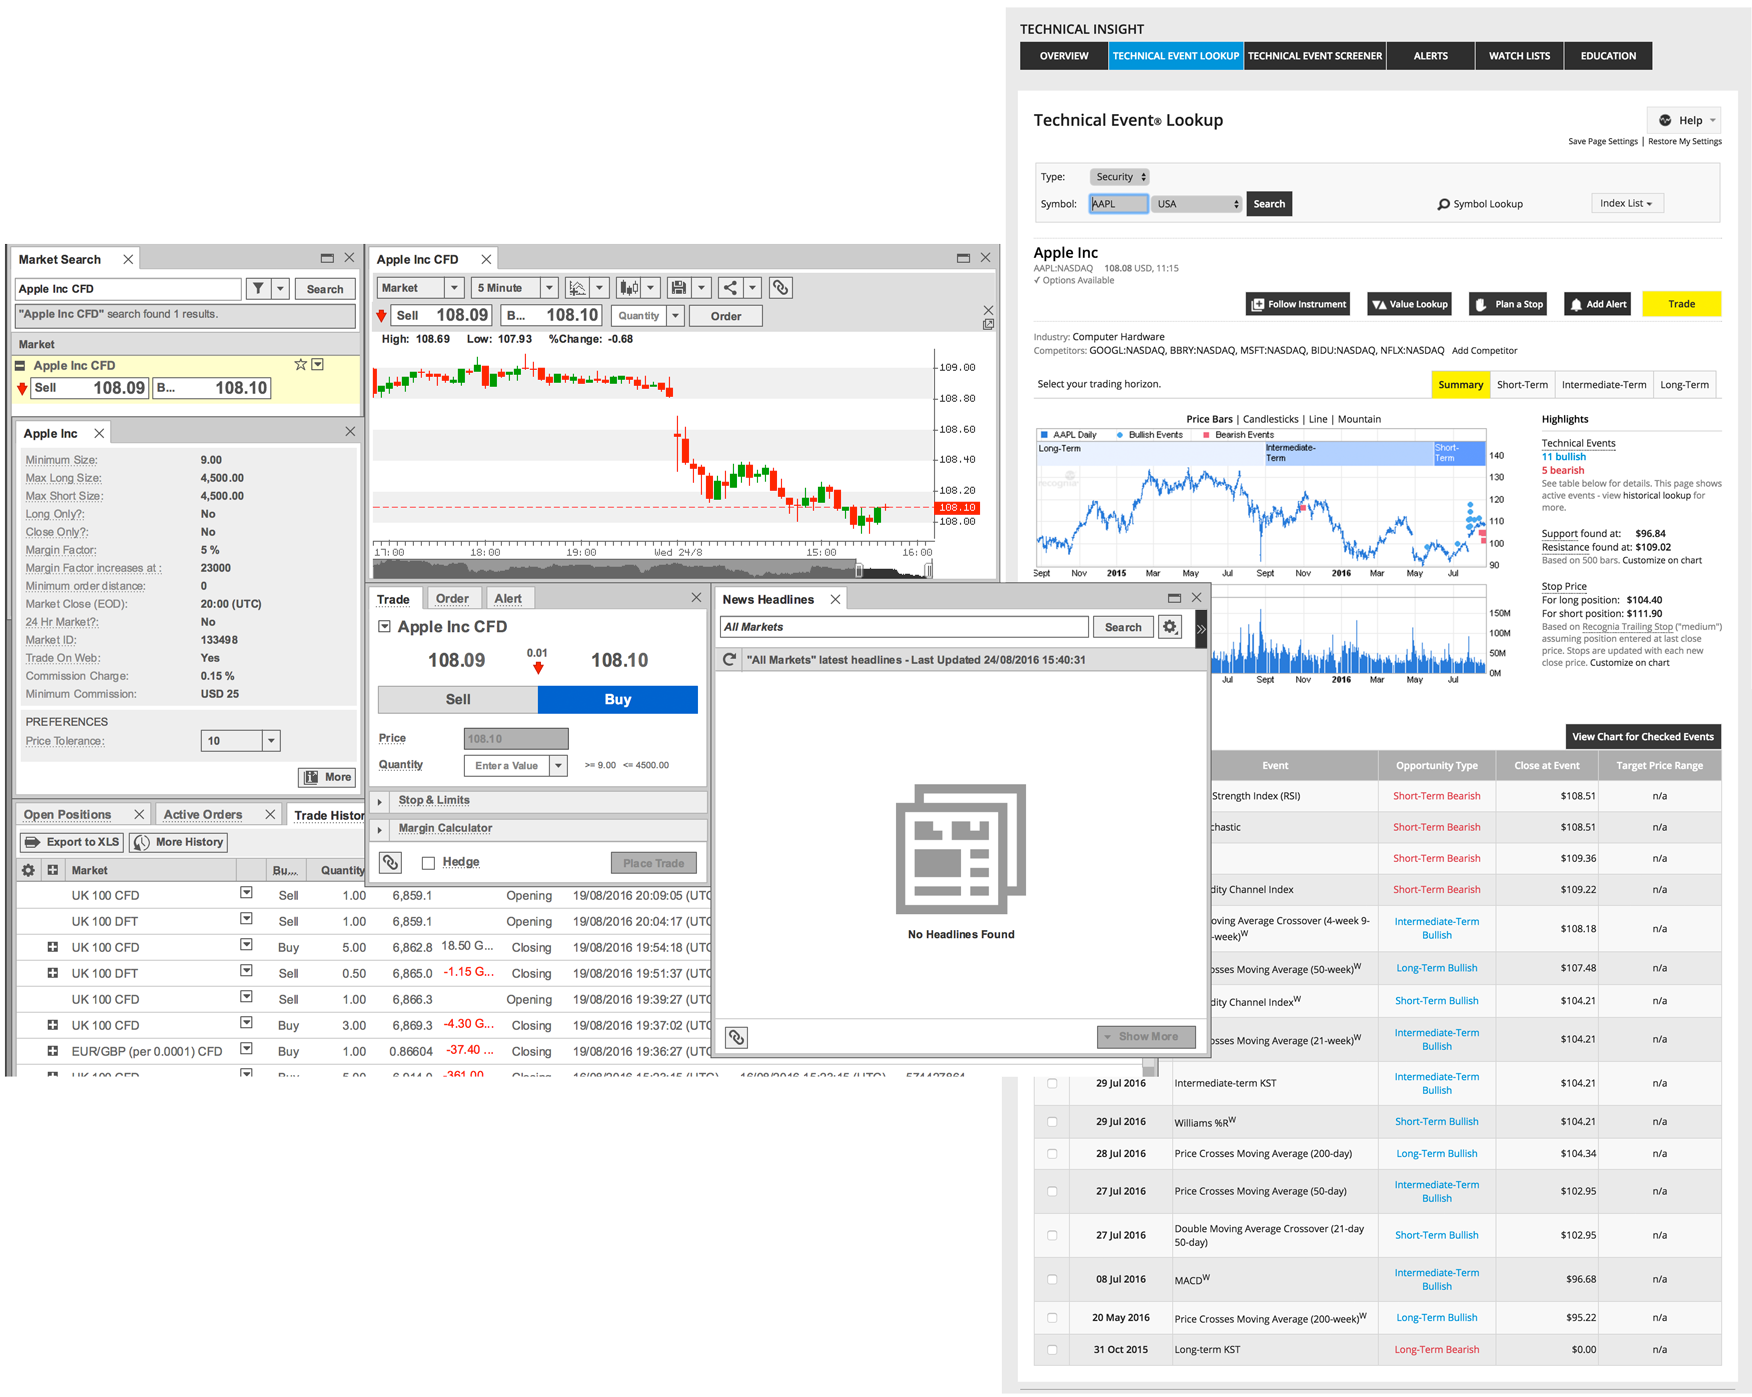 TECHNICAL INSIGHT
OVERVIEW TECHNICAL EVENT LOOKUP TECHNICAL EVENT SCREENER ALERTS WATCH LISTS EDUCATION
Technical Event® Lookup
Help
Save Page Settings | Restore My Settings
Type: Security
Symbol: AAPL USA Search Symbol Lookup Index List
Apple Inc
AAPL:NASDAQ 108.08 USD, 11:15
✓ Options Available
Follow Instrument Value Lookup Plan a Stop Add Alert Trade
Industry: Computer Hardware
Competitors: GOOGL:NASDAQ, BBRY:NASDAQ, MSFT:NASDAQ, BIDU:NASDAQ, NFLX:NASDAQ Add Competitor
Select your trading horizon. Summary Short-Term Intermediate-Term Long-Term
Price Bars | Candlesticks | Line | Mountain
AAPL Daily Bullish Events Bearish Events
Long-Term Intermediate-Term Short-Term
140
130
120
110
100
90
Sept Nov 2015 Mar May Jul Sept Nov 2016 Mar May Jul
150M
100M
50M
0M
Jul Sept Nov 2016 Mar May Jul
Highlights
Technical Events
11 bullish
5 bearish
See table below for details. This page shows
active events - view historical lookup for
more.
Support found at: $96.84
Resistance found at: $109.02
Based on 500 bars. Customize on chart
Stop Price
For long position: $104.40
For short position: $111.90
Based on Recognia Trailing Stop ("medium")
assuming position entered at last close
price. Stops are updated with each new
close price. Customize on chart
View Chart for Checked Events
Event Opportunity Type Close at Event Target Price Range
Strength Index (RSI) Short-Term Bearish $108.51 n/a
chastic Short-Term Bearish $108.51 n/a
Short-Term Bearish $109.36 n/a
dity Channel Index Short-Term Bearish $109.22 n/a
oving Average Crossover (4-week 9-
-week)W Intermediate-Term Bullish $108.18 n/a
osses Moving Average (50-week)W Long-Term Bullish $107.48 n/a
dity Channel IndexW Short-Term Bullish $104.21 n/a
osses Moving Average (21-week)W Intermediate-Term Bullish $104.21 n/a
29 Jul 2016 Intermediate-term KST Intermediate-Term Bullish $104.21 n/a
29 Jul 2016 Williams %RW Short-Term Bullish $104.21 n/a
28 Jul 2016 Price Crosses Moving Average (200-day) Long-Term Bullish $104.34 n/a
27 Jul 2016 Price Crosses Moving Average (50-day) Intermediate-Term Bullish $102.95 n/a
27 Jul 2016 Double Moving Average Crossover (21-day
50-day) Short-Term Bullish $102.95 n/a
08 Jul 2016 MACDW Intermediate-Term Bullish $96.68 n/a
20 May 2016 Price Crosses Moving Average (200-week)W Long-Term Bullish $95.22 n/a
31 Oct 2015 Long-term KST Long-Term Bearish $0.00 n/a
Market Search
Apple Inc CFD Search
"Apple Inc CFD" search found 1 results.
Market
Apple Inc CFD
Sell 108.09 B... 108.10
Apple Inc
Minimum Size: 9.00
Max Long Size: 4,500.00
Max Short Size: 4,500.00
Long Only?: No
Close Only?: No
Margin Factor: 5 %
Margin Factor increases at : 23000
Minimum order distance: 0
Market Close (EOD): 20:00 (UTC)
24 Hr Market?: No
Market ID: 133498
Trade On Web: Yes
Commission Charge: 0.15 %
Minimum Commission: USD 25
PREFERENCES
Price Tolerance: 10
More
Apple Inc CFD
Market 5 Minute
Sell 108.09 B... 108.10 Quantity Order
High: 108.69 Low: 107.93 %Change: -0.68
109.00
108.80
108.60
108.40
108.20
108.10
108.00
17:00 18:00 19:00 Wed 24/8 15:00 16:00
Trade Order Alert
Apple Inc CFD
108.09 0.01 108.10
Sell Buy
Price 108.10
Quantity Enter a Value >= 9.00 <= 4500.00
Stop & Limits
Margin Calculator
Hedge Place Trade
News Headlines
All Markets Search
"All Markets" latest headlines - Last Updated 24/08/2016 15:40:31
No Headlines Found
Show More
Open Positions Active Orders Trade Histor
Export to XLS More History
Market Bu... Quantity
UK 100 CFD Sell 1.00 6,859.1 Opening 19/08/2016 20:09:05 (UTC
UK 100 DFT Sell 1.00 6,859.1 Opening 19/08/2016 20:04:17 (UTC
UK 100 CFD Buy 5.00 6,862.8 18.50 G... Closing 19/08/2016 19:54:18 (UTC
UK 100 DFT Sell 0.50 6,865.0 -1.15 G... Closing 19/08/2016 19:51:37 (UTC
UK 100 CFD Sell 1.00 6,866.3 Opening 19/08/2016 19:39:27 (UTC
UK 100 CFD Buy 3.00 6,869.3 -4.30 G... Closing 19/08/2016 19:37:02 (UTC
EUR/GBP (per 0.0001) CFD Buy 1.00 0.86604 -37.40 ... Closing 19/08/2016 19:36:27 (UTC